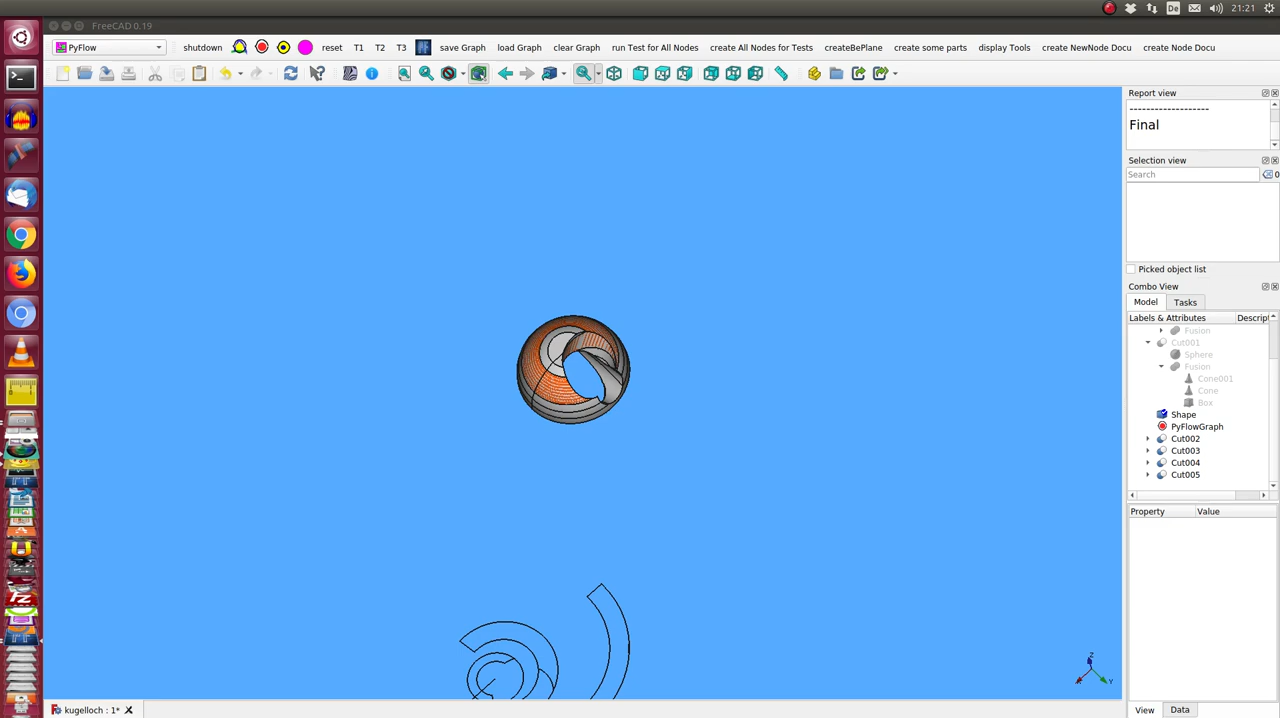 FreeCAD 0.19
De
21:21
PyFlow
shutdown
reset
T1
T2
T3
save Graph
load Graph
clear Graph
run Test for All Nodes
create All Nodes for Tests
createBePlane
create some parts
display Tools
create NewNode Docu
create Node Docu
Report view
-------------------
Final
Selection view
Search
0
Picked object list
Combo View
Model
Tasks
Labels & Attributes
Descript
Fusion
Cut001
Sphere
Fusion
Cone001
Cone
Box
Shape
PyFlowGraph
Cut002
Cut003
Cut004
Cut005
Property
Value
Z
X
Y
kugelloch : 1*
View
Data